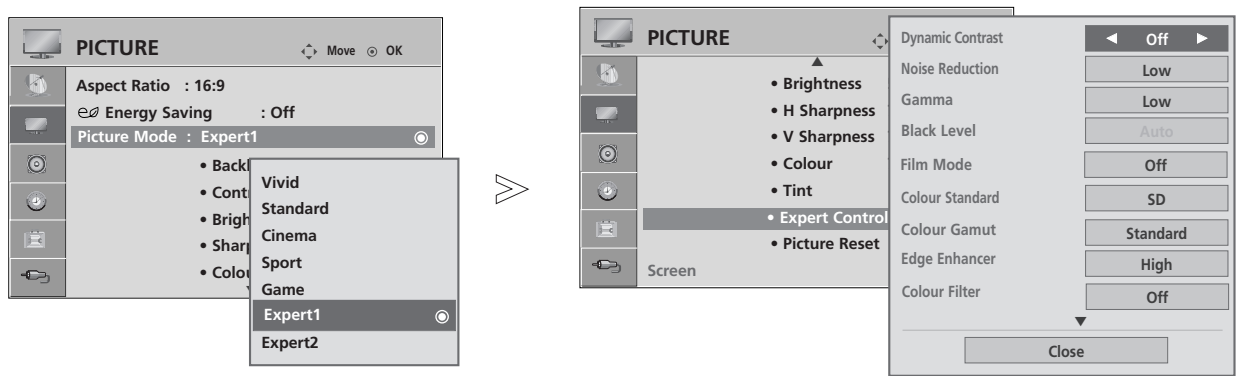 PICTURE
Move ⊙ OK
Aspect Ratio : 16:9
Energy Saving : Off
Picture Mode : Expert1
• Backl
• Cont
• Brigh
• Shar
• Colou
Vivid
Standard
Cinema
Sport
Game
Expert1
Expert2
PICTURE
• Brightness
• H Sharpness
• V Sharpness
• Colour
• Tint
• Expert Control
• Picture Reset
Screen
Dynamic Contrast ◄ Off ►
Noise Reduction Low
Gamma Low
Black Level Auto
Film Mode Off
Colour Standard SD
Colour Gamut Standard
Edge Enhancer High
Colour Filter Off
Close